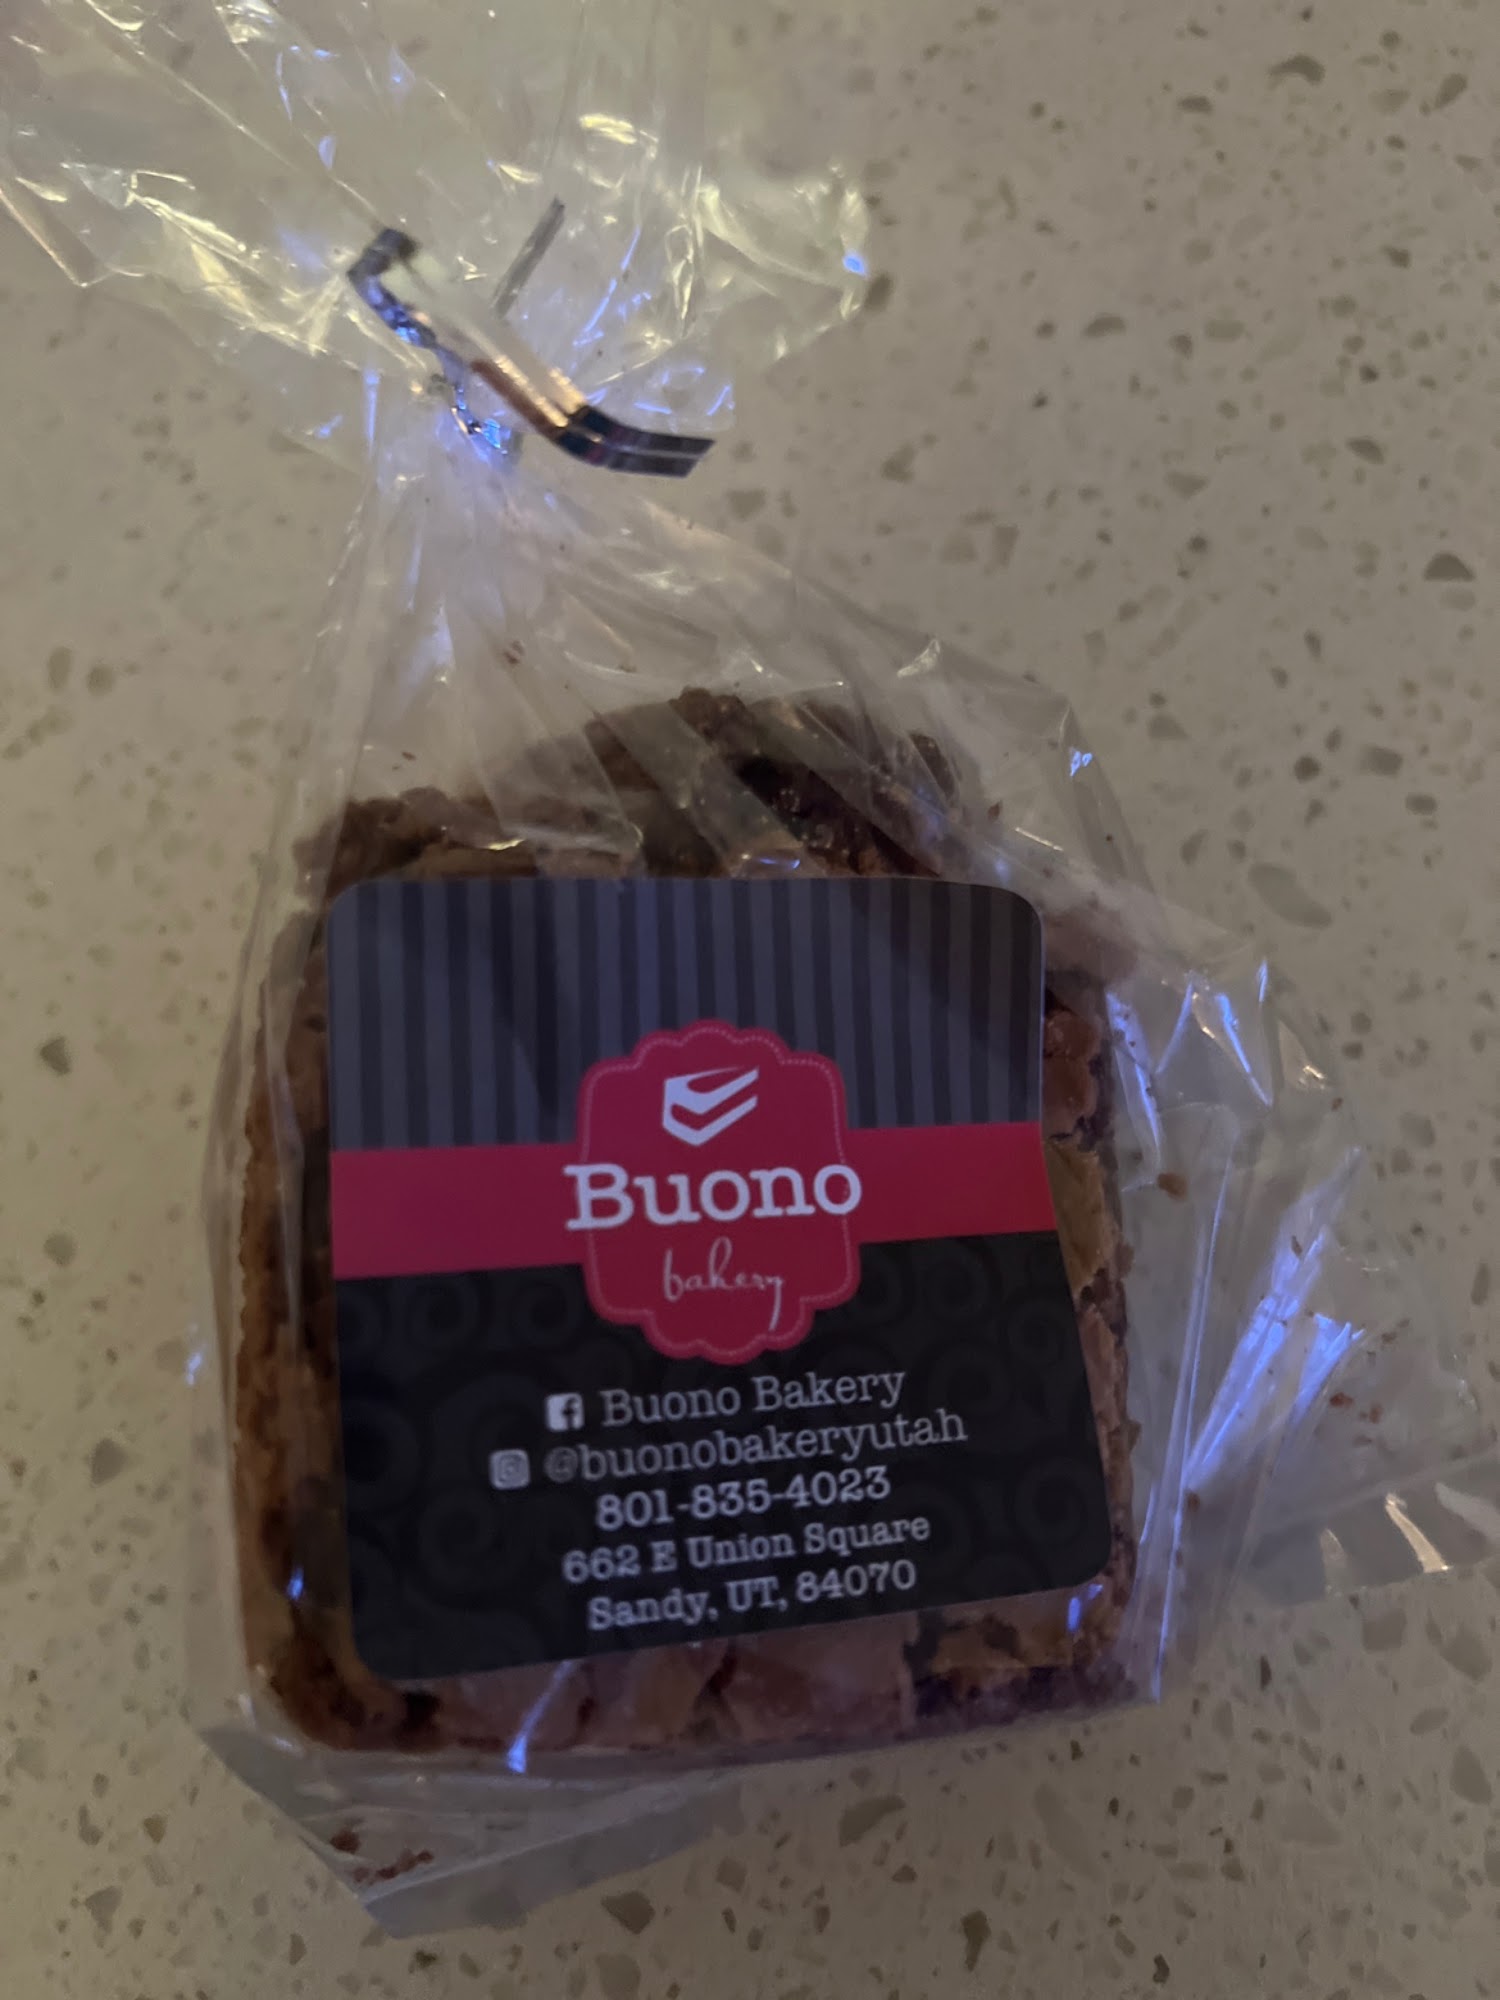 Buono
bakery
Buono Bakery
@buonobakeryutah
801-835-4023
662 E Union Square
Sandy, UT, 84070